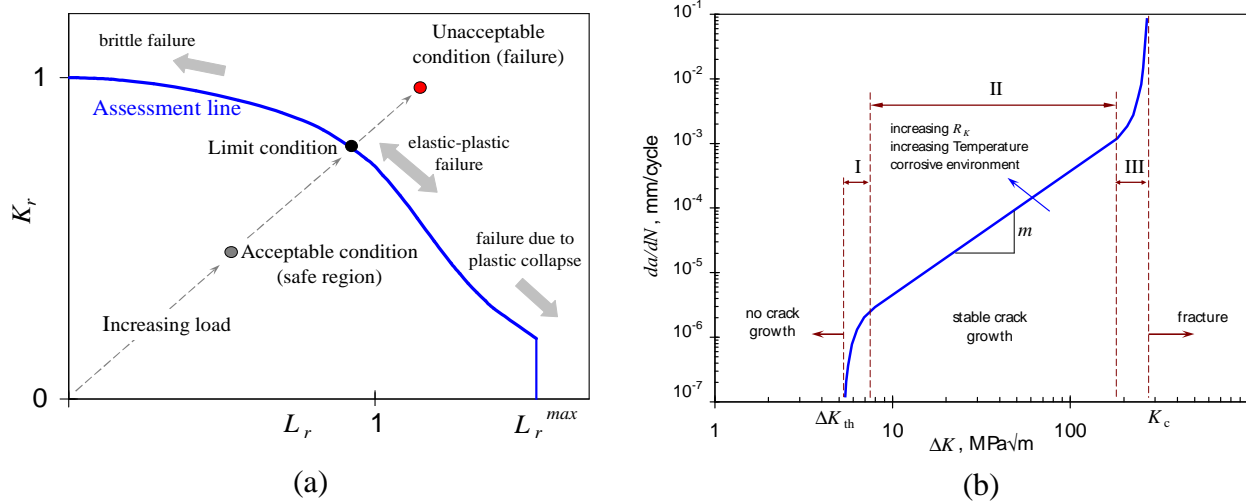 brittle failure
Unacceptable
condition (failure)
1
Assessment line
Limit condition
elastic-plastic
failure
K_r
Acceptable condition
(safe region)
failure due to
plastic collapse
Increasing load
0
L_r
1
L_r^max
(a)
10^-1
10^-2
10^-3
10^-4
10^-5
10^-6
10^-7
da/dN, mm/cycle
II
increasing R_K
increasing Temperature
corrosive environment
I
III
m
no crack
growth
stable crack
growth
fracture
1
ΔK_th
10
100
K_c
ΔK , MPa√m
(b)